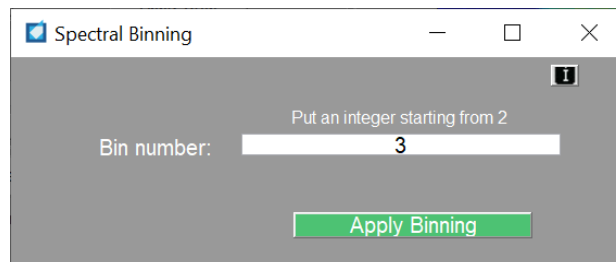 Spectral Binning
I
Put an integer starting from 2
Bin number:
3
Apply Binning